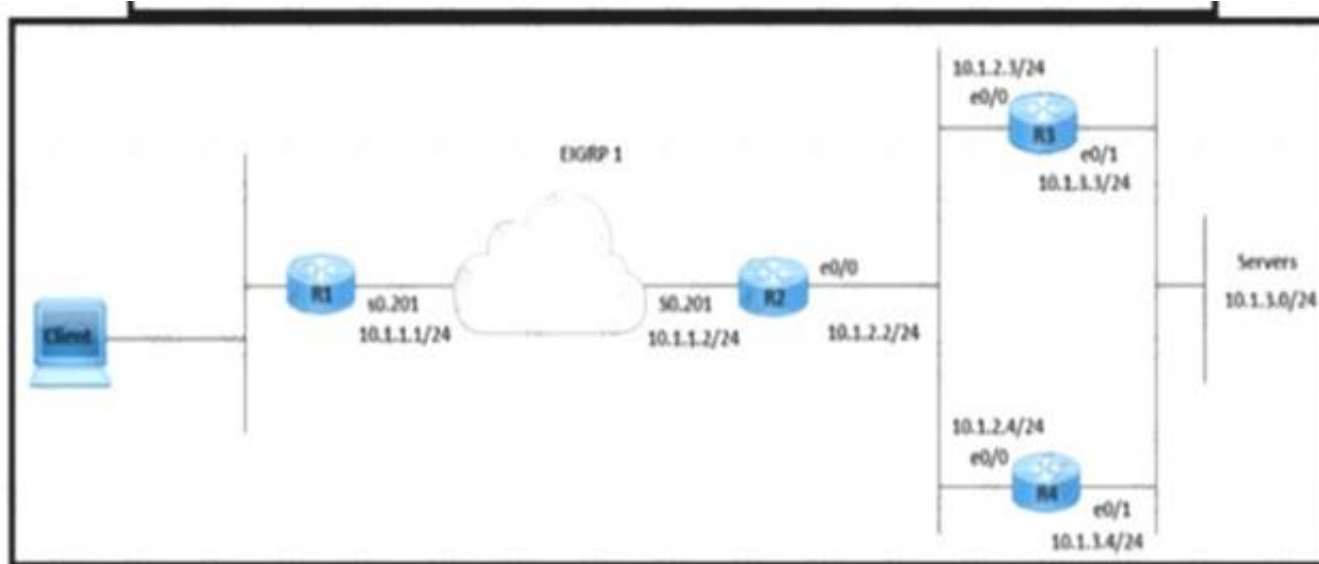 Client
R1
s0.201
10.1.1.1/24
EIGRP 1
S0.201
10.1.1.2/24
R2
e0/0
10.1.2.2/24
10.1.2.3/24
e0/0
R3
e0/1
10.1.3.3/24
10.1.2.4/24
e0/0
R4
e0/1
10.1.3.4/24
Servers
10.1.3.0/24